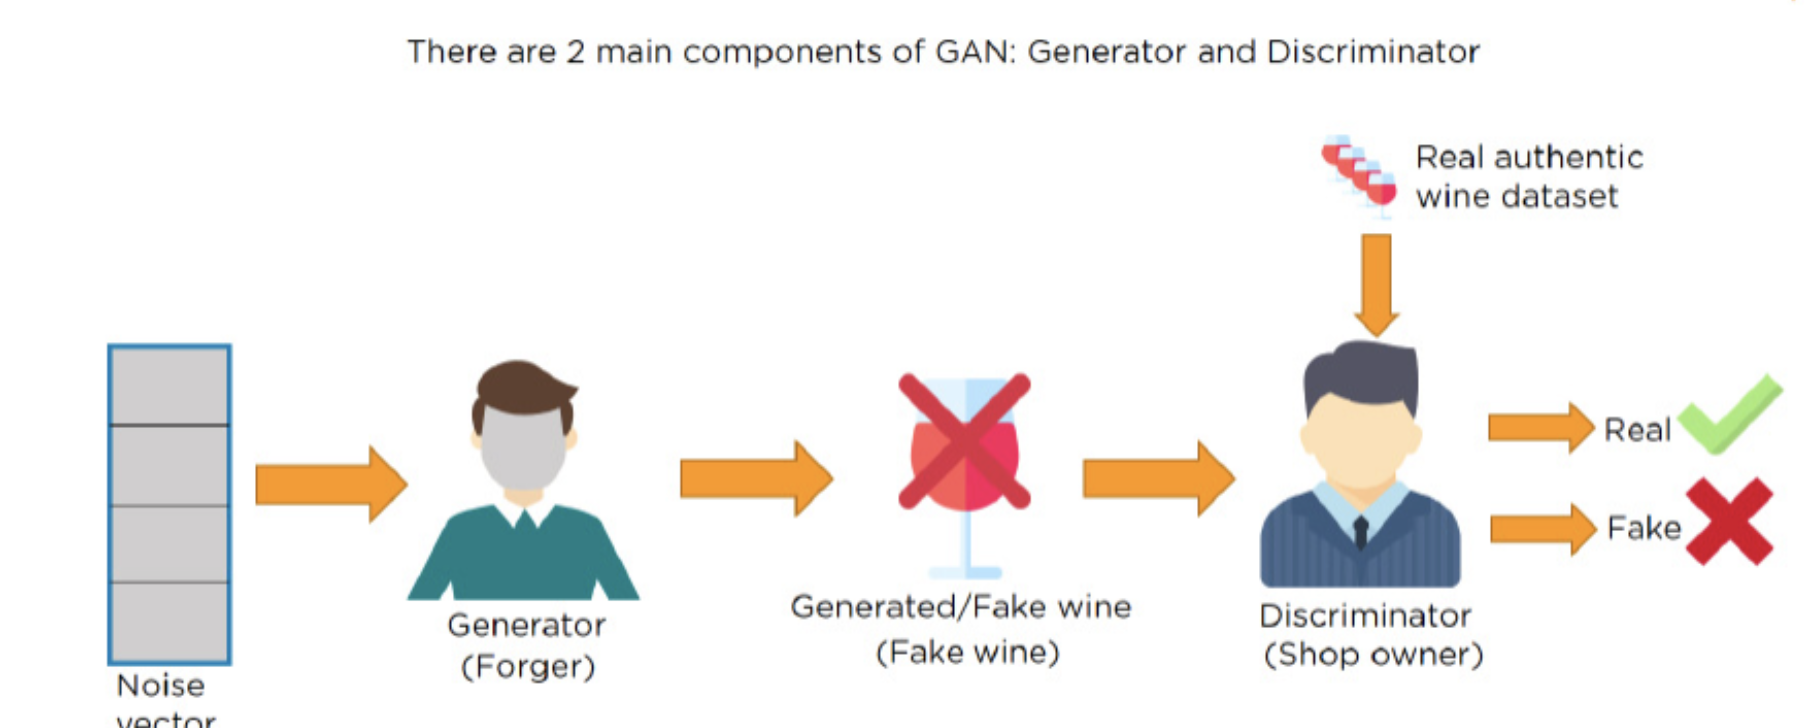 There are 2 main components of GAN: Generator and Discriminator
Real authentic
wine dataset
Real
Fake
Generated/Fake wine
(Fake wine)
Discriminator
(Shop owner)
Generator
(Forger)
Noise
vector